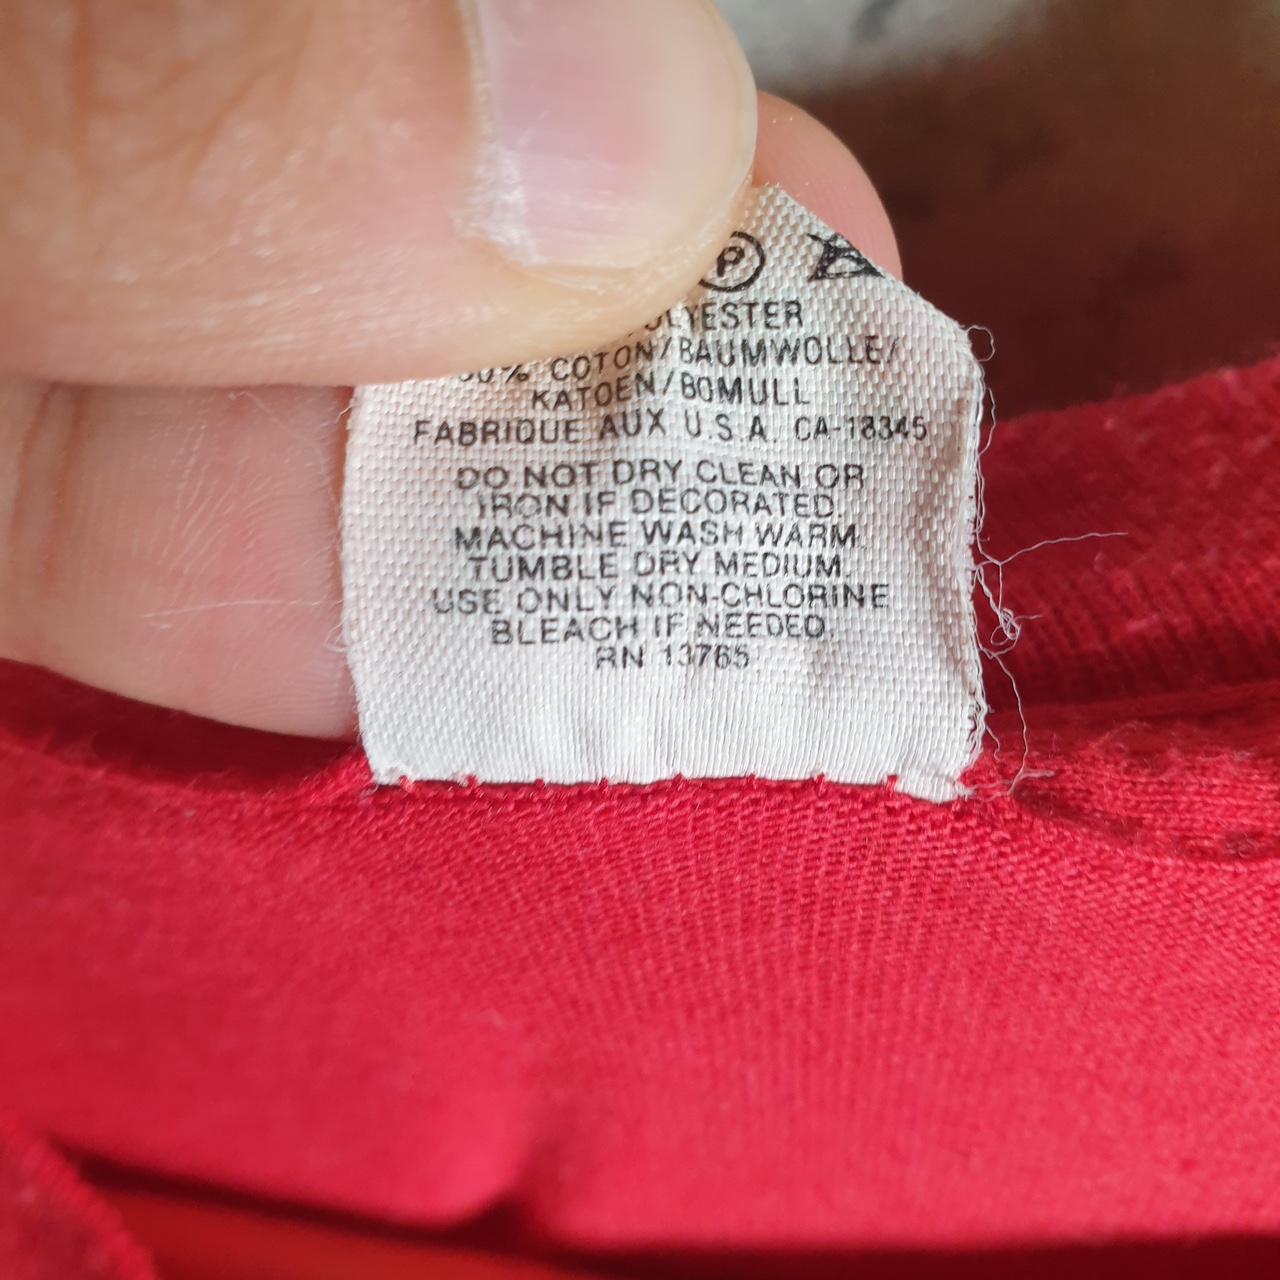 P
POLYESTER
50% COTON/BAUMWOLLE/
KATOEN/BOMULL
FABRIQUE AUX U.S.A. CA-18345
DO NOT DRY CLEAN OR
IRON IF DECORATED.
MACHINE WASH WARM.
TUMBLE DRY MEDIUM.
USE ONLY NON-CHLORINE
BLEACH IF NEEDED.
RN 13765